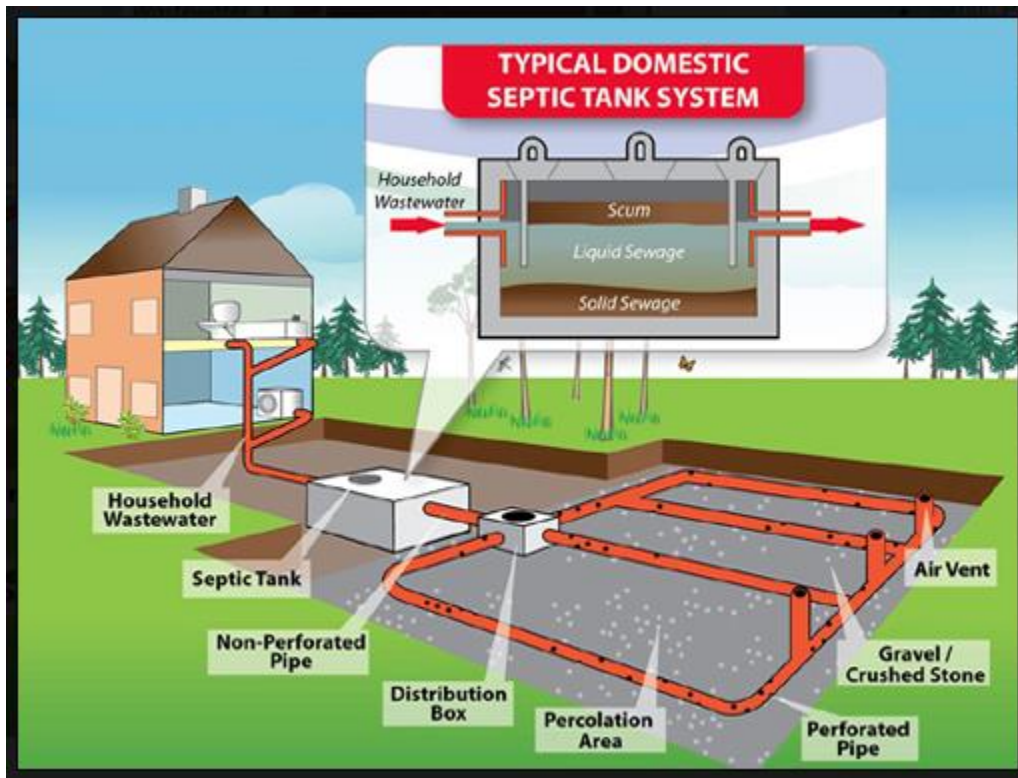 TYPICAL DOMESTIC
SEPTIC TANK SYSTEM
Household
Wastewater
Scum
Liquid Sewage
Solid Sewage
Household
Wastewater
Septic Tank
Non-Perforated
Pipe
Distribution
Box
Percolation
Area
Air Vent
Gravel /
Crushed Stone
Perforated
Pipe